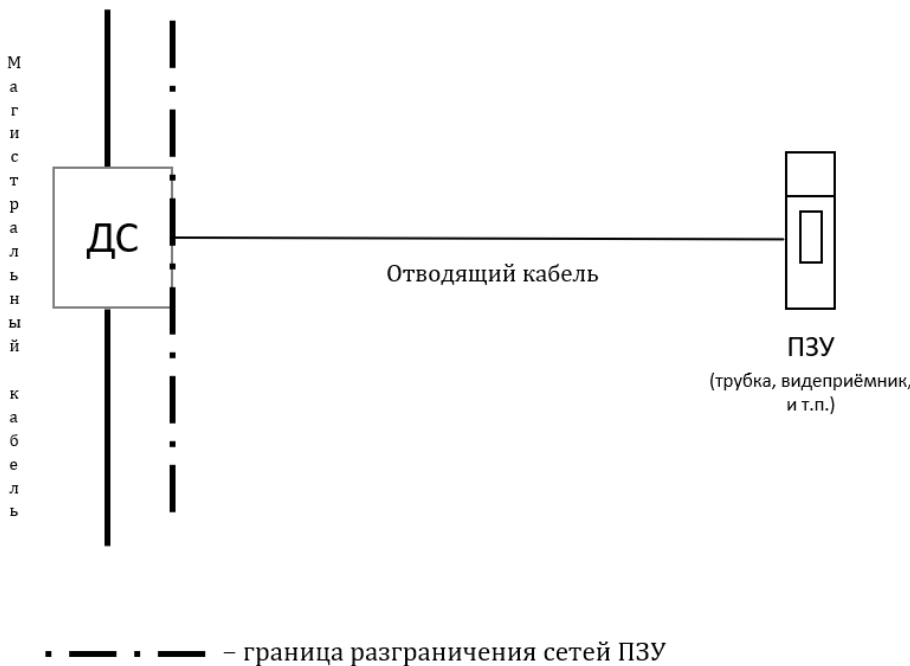 Магистральный кабель
ДС
Отводящий кабель
ПЗУ
(трубка, видеприёмник,
и т.п.)
– граница разграничения сетей ПЗУ